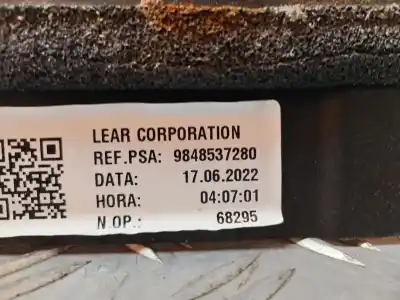 LEAR CORPORATION
REF.PSA: 9848537280
DATA: 17.06.2022
HORA: 04:07:01
N.OP.: 68295